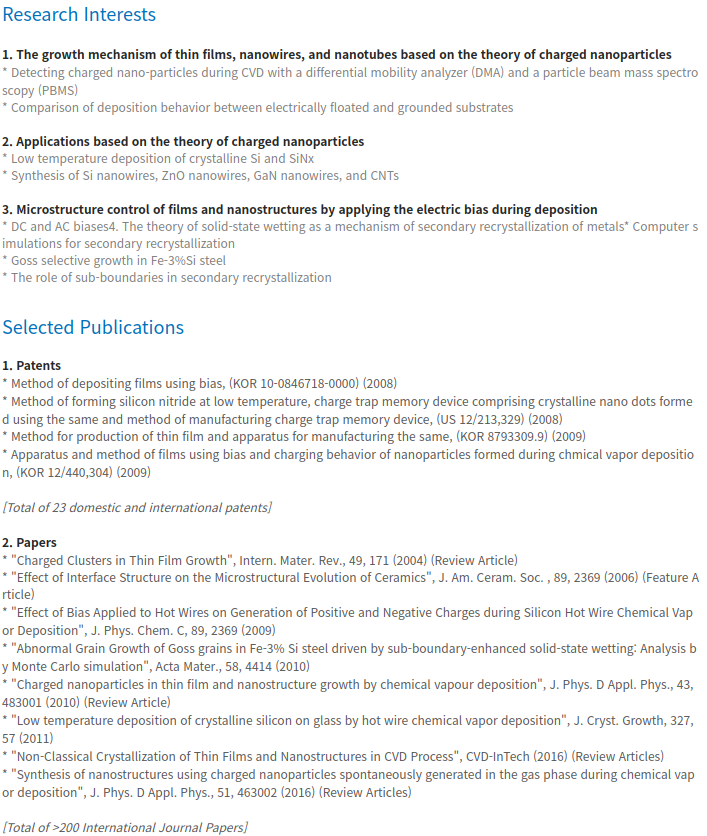 Research Interests
1. The growth mechanism of thin films, nanowires, and nanotubes based on the theory of charged nanoparticles
* Detecting charged nano-particles during CVD with a differential mobility analyzer (DMA) and a particle beam mass spectro
scopy (PBMS)
* Comparison of deposition behavior between electrically floated and grounded substrates
2. Applications based on the theory of charged nanoparticles
* Low temperature deposition of crystalline Si and SiNx
* Synthesis of Si nanowires, ZnO nanowires, GaN nanowires, and CNTs
3. Microstructure control of films and nanostructures by applying the electric bias during deposition
* DC and AC biases4. The theory of solid-state wetting as a mechanism of secondary recrystallization of metals* Computer s
imulations for secondary recrystallization
* Goss selective growth in Fe-3%Si steel
* The role of sub-boundaries in secondary recrystallization
Selected Publications
1. Patents
* Method of depositing films using bias, (KOR 10-0846718-0000) (2008)
* Method of forming silicon nitride at low temperature, charge trap memory device comprising crystalline nano dots forme
d using the same and method of manufacturing charge trap memory device, (US 12/213,329) (2008)
* Method for production of thin film and apparatus for manufacturing the same, (KOR 8793309.9) (2009)
* Apparatus and method of films using bias and charging behavior of nanoparticles formed during chmical vapor depositio
n, (KOR 12/440,304) (2009)
[Total of 23 domestic and international patents]
2. Papers
* "Charged Clusters in Thin Film Growth", Intern. Mater. Rev., 49, 171 (2004) (Review Article)
* "Effect of Interface Structure on the Microstructural Evolution of Ceramics", J. Am. Ceram. Soc. , 89, 2369 (2006) (Feature A
rticle)
* "Effect of Bias Applied to Hot Wires on Generation of Positive and Negative Charges during Silicon Hot Wire Chemical Vap
or Deposition", J. Phys. Chem. C, 89, 2369 (2009)
* "Abnormal Grain Growth of Goss grains in Fe-3% Si steel driven by sub-boundary-enhanced solid-state wetting: Analysis b
y Monte Carlo simulation", Acta Mater., 58, 4414 (2010)
* "Charged nanoparticles in thin film and nanostructure growth by chemical vapour deposition", J. Phys. D Appl. Phys., 43,
483001 (2010) (Review Article)
* "Low temperature deposition of crystalline silicon on glass by hot wire chemical vapor deposition", J. Cryst. Growth, 327,
57 (2011)
* "Non-Classical Crystallization of Thin Films and Nanostructures in CVD Process", CVD-InTech (2016) (Review Articles)
* "Synthesis of nanostructures using charged nanoparticles spontaneously generated in the gas phase during chemical vap
or deposition", J. Phys. D Appl. Phys., 51, 463002 (2016) (Review Articles)
[Total of >200 International Journal Papers]